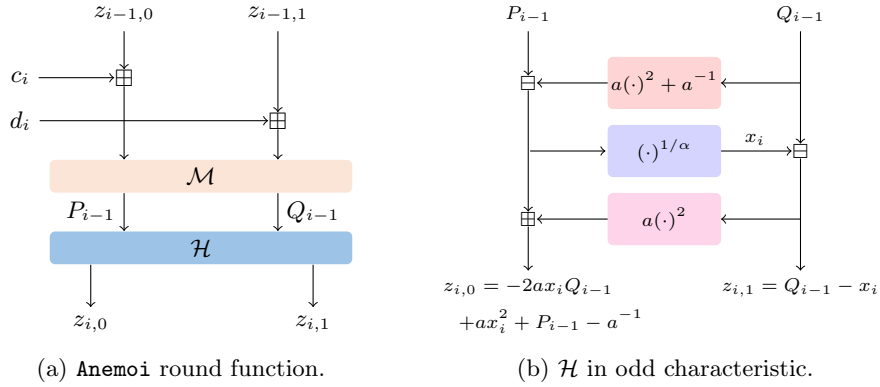 z_{i−1,0} z_{i−1,1}
c_i
d_i
ℳ
P_{i−1} Q_{i−1}
ℋ
z_{i,0} z_{i,1}
(a) Anemoi round function.
P_{i−1} Q_{i−1}
a(·)² + a⁻¹
(·)^{1/α} x_i
a(·)²
z_{i,0} = −2ax_iQ_{i−1} z_{i,1} = Q_{i−1} − x_i
+ax_i² + P_{i−1} − a⁻¹
(b) ℋ in odd characteristic.